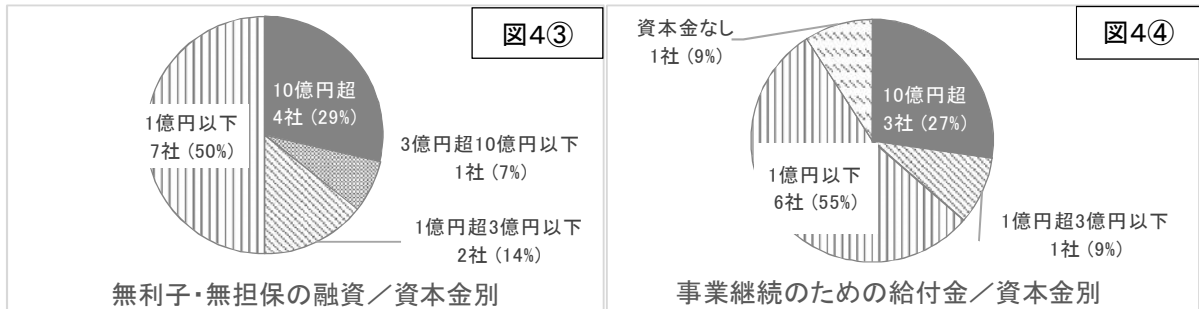 図4③
10億円超
4社(29%)
1億円以下
7社(50%)
3億円超10億円以下
1社(7%)
1億円超3億円以下
2社(14%)
無利子・無担保の融資／資本金別
図4④
資本金なし
1社(9%)
10億円超
3社(27%)
1億円以下
6社(55%)
1億円超3億円以下
1社(9%)
事業継続のための給付金／資本金別